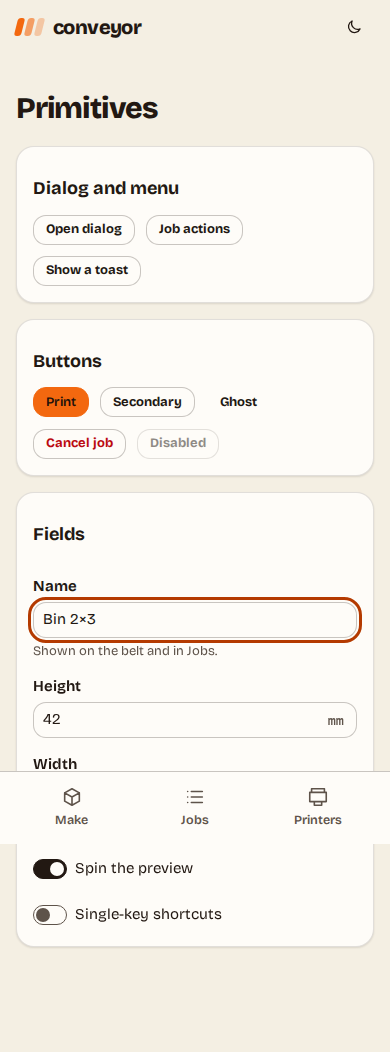 conveyor
Primitives
Dialog and menu
Open dialog Job actions
Show a toast
Buttons
Print Secondary Ghost
Cancel job Disabled
Fields
Name
Bin 2×3
Shown on the belt and in Jobs.
Height
42 mm
Width
Make Jobs Printers
Spin the preview
Single-key shortcuts